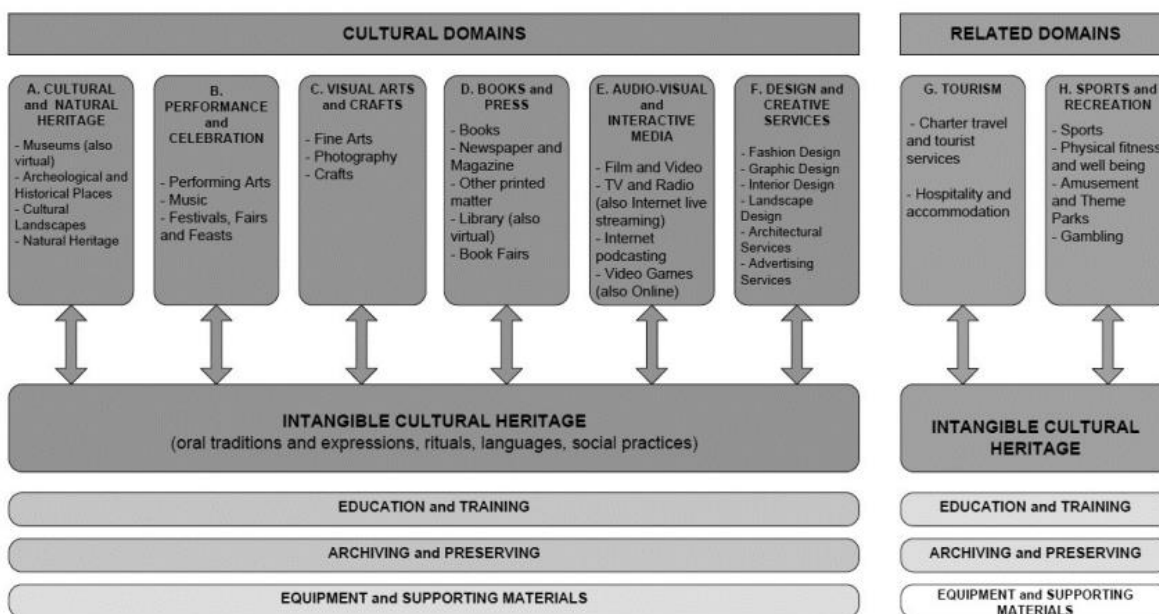 CULTURAL DOMAINS
RELATED DOMAINS
A. CULTURAL
and NATURAL
HERITAGE
- Museums (also
virtual)
- Archeological and
Historical Places
- Cultural
Landscapes
- Natural Heritage
B.
PERFORMANCE
and
CELEBRATION
- Performing Arts
- Music
- Festivals, Fairs
and Feasts
C. VISUAL ARTS
and CRAFTS
- Fine Arts
- Photography
- Crafts
D. BOOKS and
PRESS
- Books
- Newspaper and
Magazine
- Other printed
matter
- Library (also
virtual)
- Book Fairs
E. AUDIO-VISUAL
and
INTERACTIVE
MEDIA
- Film and Video
- TV and Radio
(also Internet live
streaming)
- Internet
podcasting
- Video Games
(also Online)
F. DESIGN and
CREATIVE
SERVICES
- Fashion Design
- Graphic Design
- Interior Design
- Landscape
Design
- Architectural
Services
- Advertising
Services
G. TOURISM
- Charter travel
and tourist
services
- Hospitality and
accommodation
H. SPORTS and
RECREATION
- Sports
- Physical fitness
and well being
- Amusement
and Theme
Parks
- Gambling
INTANGIBLE CULTURAL HERITAGE
(oral traditions and expressions, rituals, languages, social practices)
INTANGIBLE CULTURAL
HERITAGE
EDUCATION and TRAINING
EDUCATION and TRAINING
ARCHIVING and PRESERVING
ARCHIVING and PRESERVING
EQUIPMENT and SUPPORTING MATERIALS
EQUIPMENT and SUPPORTING
MATERIALS